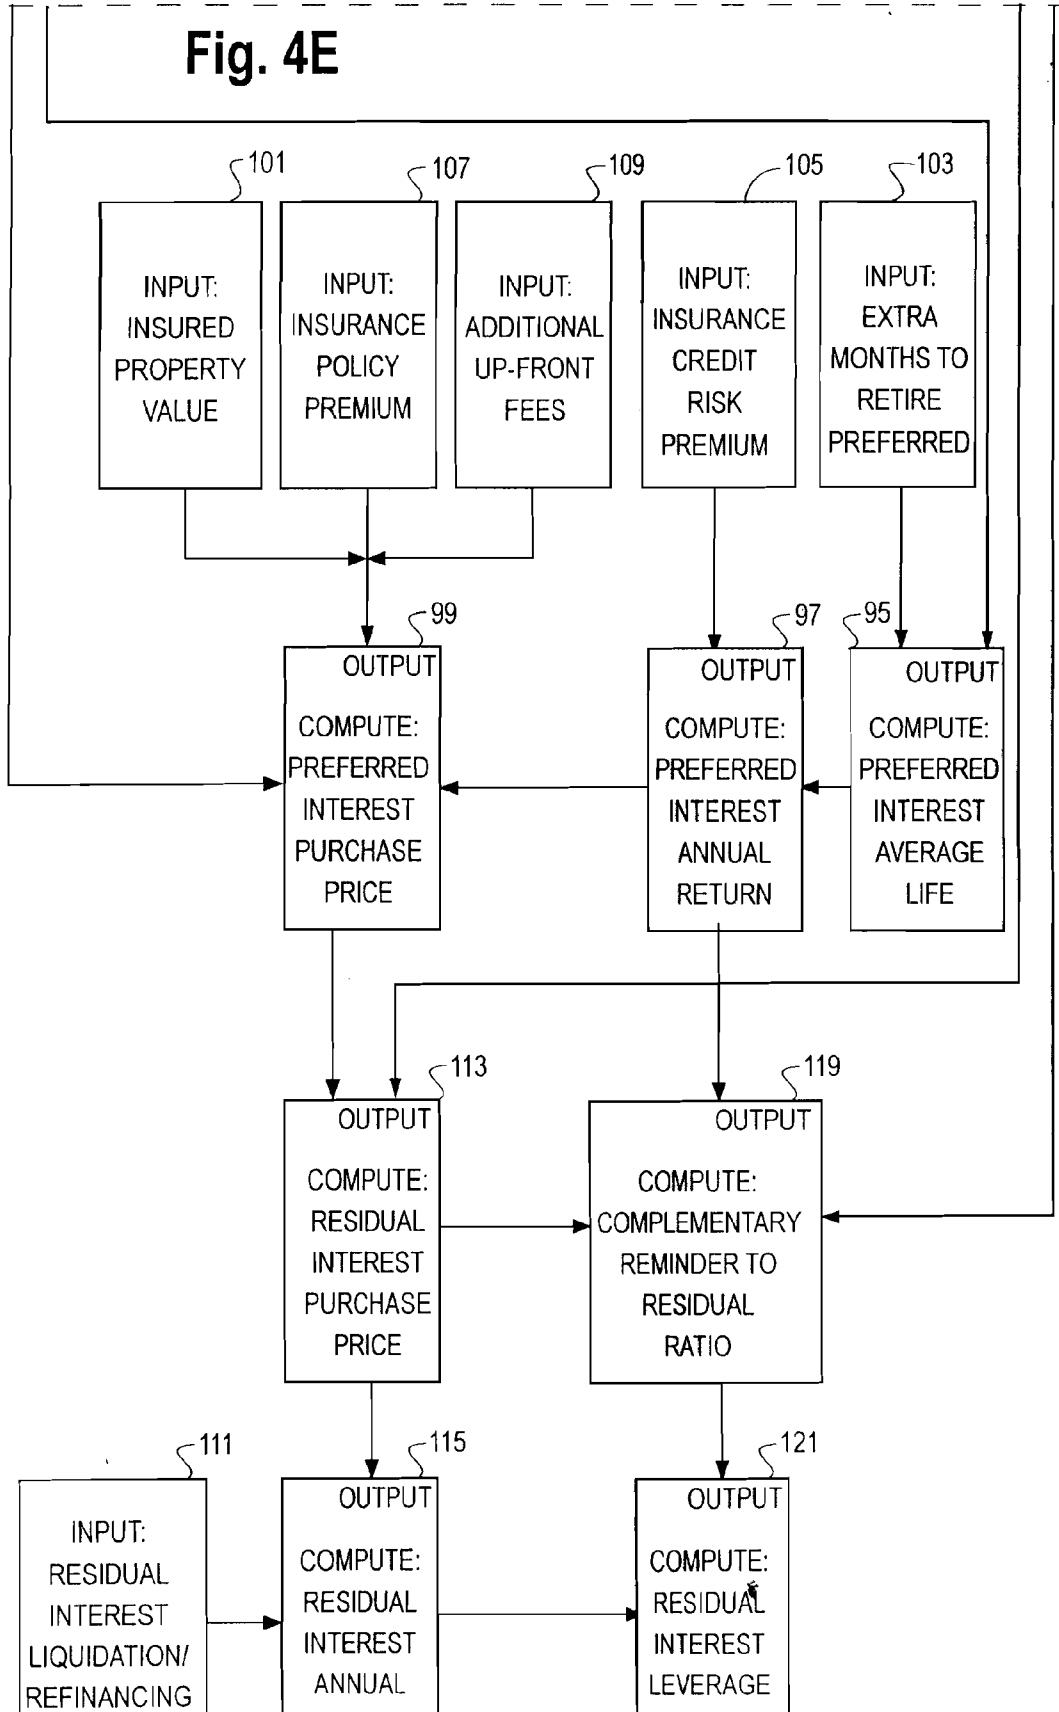 Fig. 4E
101
107
109
105
103
INPUT:
INSURED
PROPERTY
VALUE
INPUT:
INSURANCE
POLICY
PREMIUM
INPUT:
ADDITIONAL
UP-FRONT
FEES
INPUT:
INSURANCE
CREDIT
RISK
PREMIUM
INPUT:
EXTRA
MONTHS TO
RETIRE
PREFERRED
99
OUTPUT
COMPUTE:
PREFERRED
INTEREST
PURCHASE
PRICE
97
OUTPUT
COMPUTE:
PREFERRED
INTEREST
ANNUAL
RETURN
95
OUTPUT
COMPUTE:
PREFERRED
INTEREST
AVERAGE
LIFE
113
OUTPUT
COMPUTE:
RESIDUAL
INTEREST
PURCHASE
PRICE
119
OUTPUT
COMPUTE:
COMPLEMENTARY
REMINDER TO
RESIDUAL
RATIO
111
INPUT:
RESIDUAL
INTEREST
LIQUIDATION/
REFINANCING
115
OUTPUT
COMPUTE:
RESIDUAL
INTEREST
ANNUAL
121
OUTPUT
COMPUTE:
RESIDUAL
INTEREST
LEVERAGE